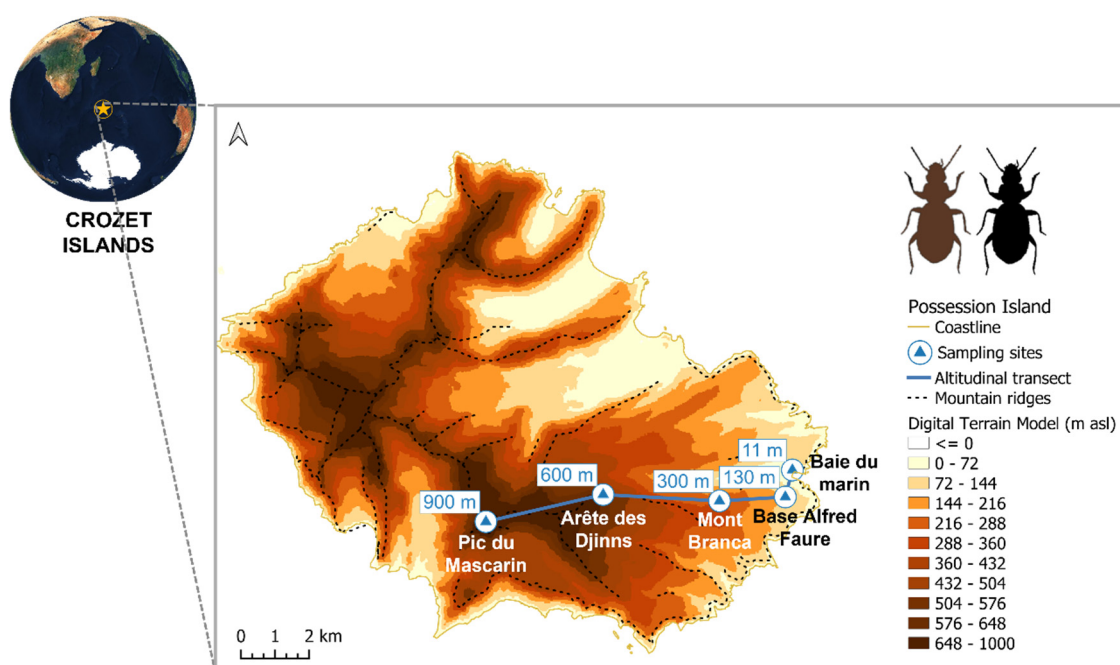 CROZET
ISLANDS
900 m
600 m
300 m
130 m
11 m
Baie du
marin
Base Alfred
Faure
Mont
Branca
Arête des
Djinns
Pic du
Mascarin
0 1 2 km
Possession Island
Coastline
Sampling sites
Altitudinal transect
Mountain ridges
Digital Terrain Model (m asl)
<= 0
0 - 72
72 - 144
144 - 216
216 - 288
288 - 360
360 - 432
432 - 504
504 - 576
576 - 648
648 - 1000